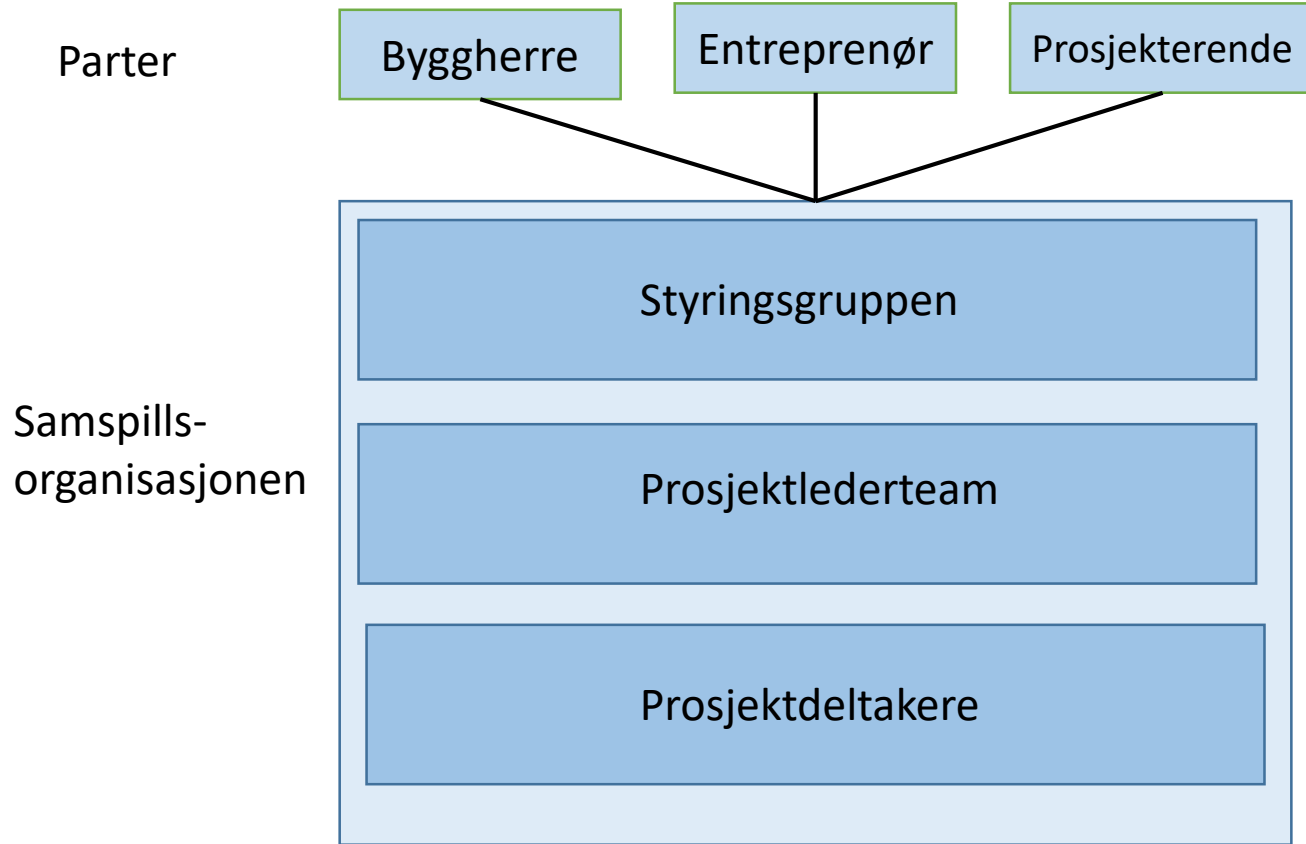 Parter
Byggherre
Entreprenør
Prosjekterende
Samspills-
organisasjonen
Styringsgruppen
Prosjektlederteam
Prosjektdeltakere